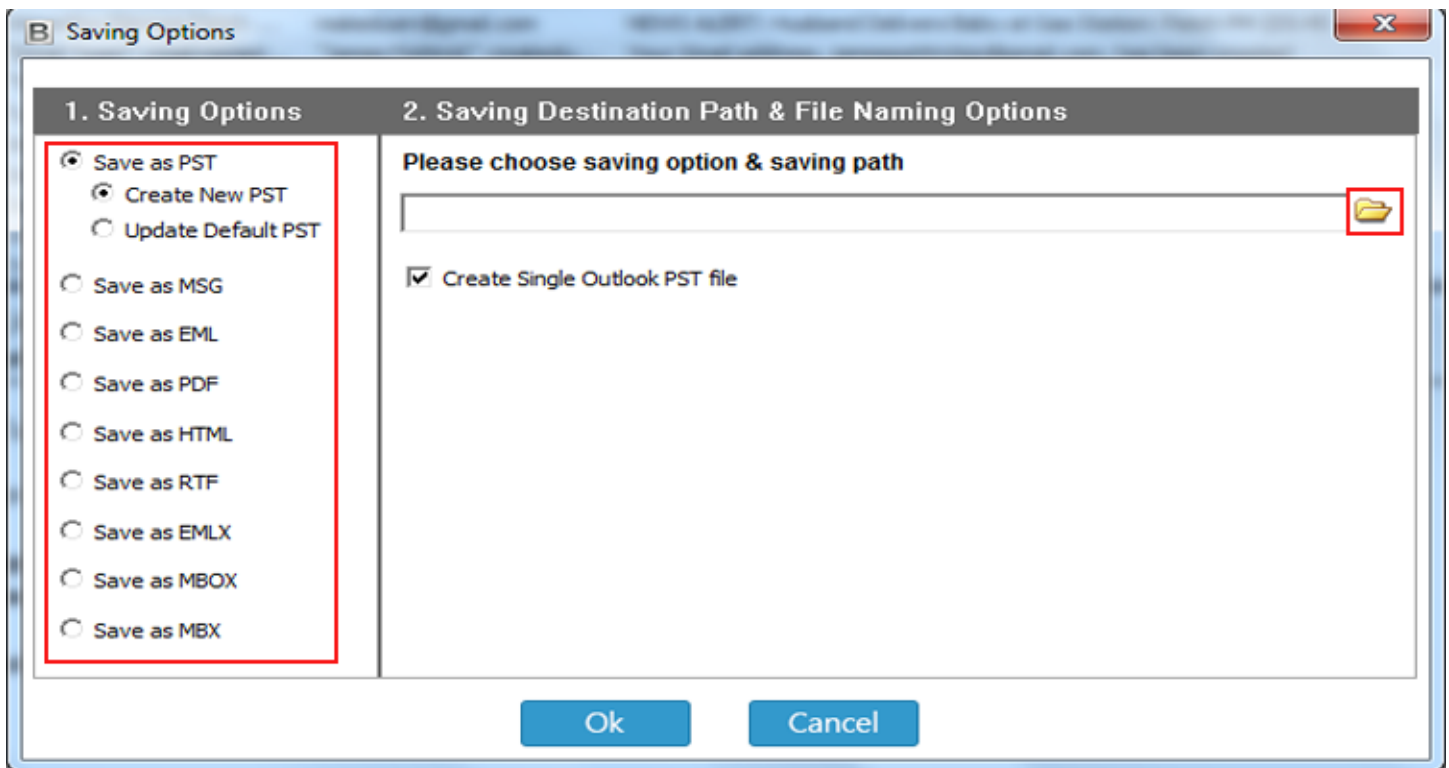 B Saving Options
1. Saving Options
2. Saving Destination Path & File Naming Options
Save as PST
Create New PST
Update Default PST
Save as MSG
Save as EML
Save as PDF
Save as HTML
Save as RTF
Save as EMLX
Save as MBOX
Save as MBX
Please choose saving option & saving path
Create Single Outlook PST file
Ok
Cancel